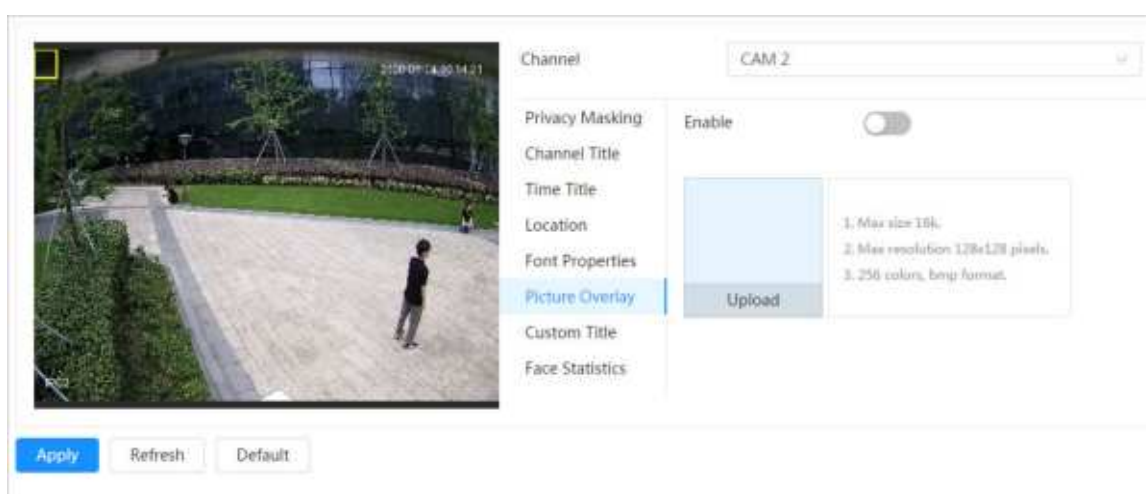 Channel
CAM 2
Privacy Masking
Channel Title
Time Title
Location
Font Properties
Picture Overlay
Custom Title
Face Statistics
Enable
Upload
1. Max size 16k.
2. Max resolution 128x128 pixels.
3. 256 colors, bmp format.
Apply
Refresh
Default